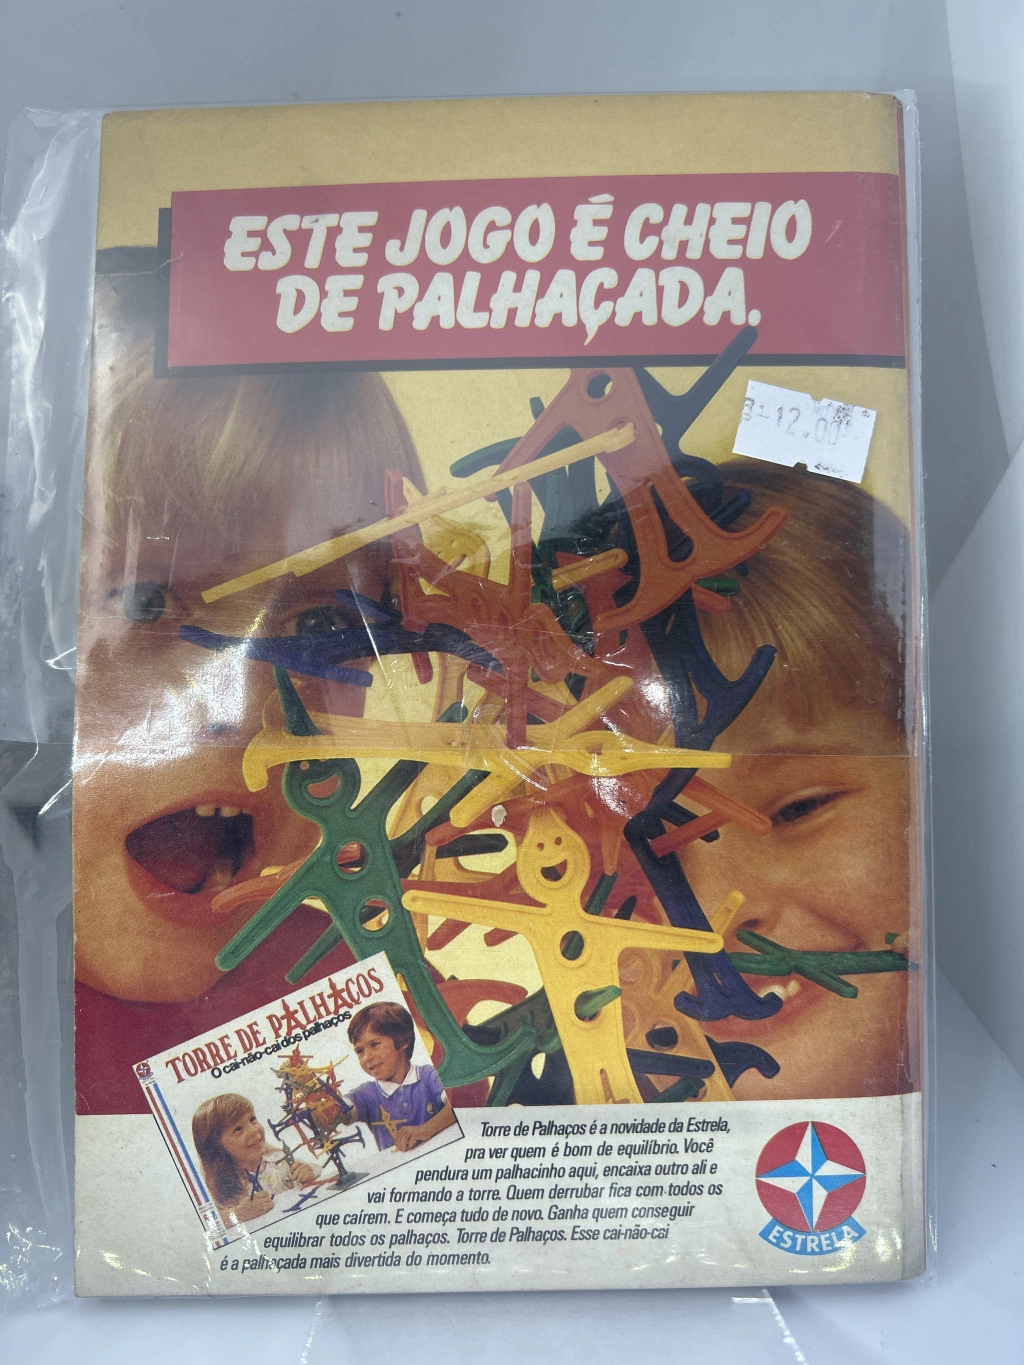 ESTE JOGO É CHEIO
DE PALHAÇADA.
12.00
TORRE DE PALHAÇOS
O cai-não-cai dos palhaços
Torre de Palhaços é a novidade da Estrela,
pra ver quem é bom de equilíbrio. Você
pendura um palhacinho aqui, encaixa outro ali e
vai formando a torre. Quem derrubar fica com todos os
que caírem. E começa tudo de novo. Ganha quem conseguir
equilibrar todos os palhaços. Torre de Palhaços. Esse cai-não-cai
é a palhaçada mais divertida do momento.
ESTRELA